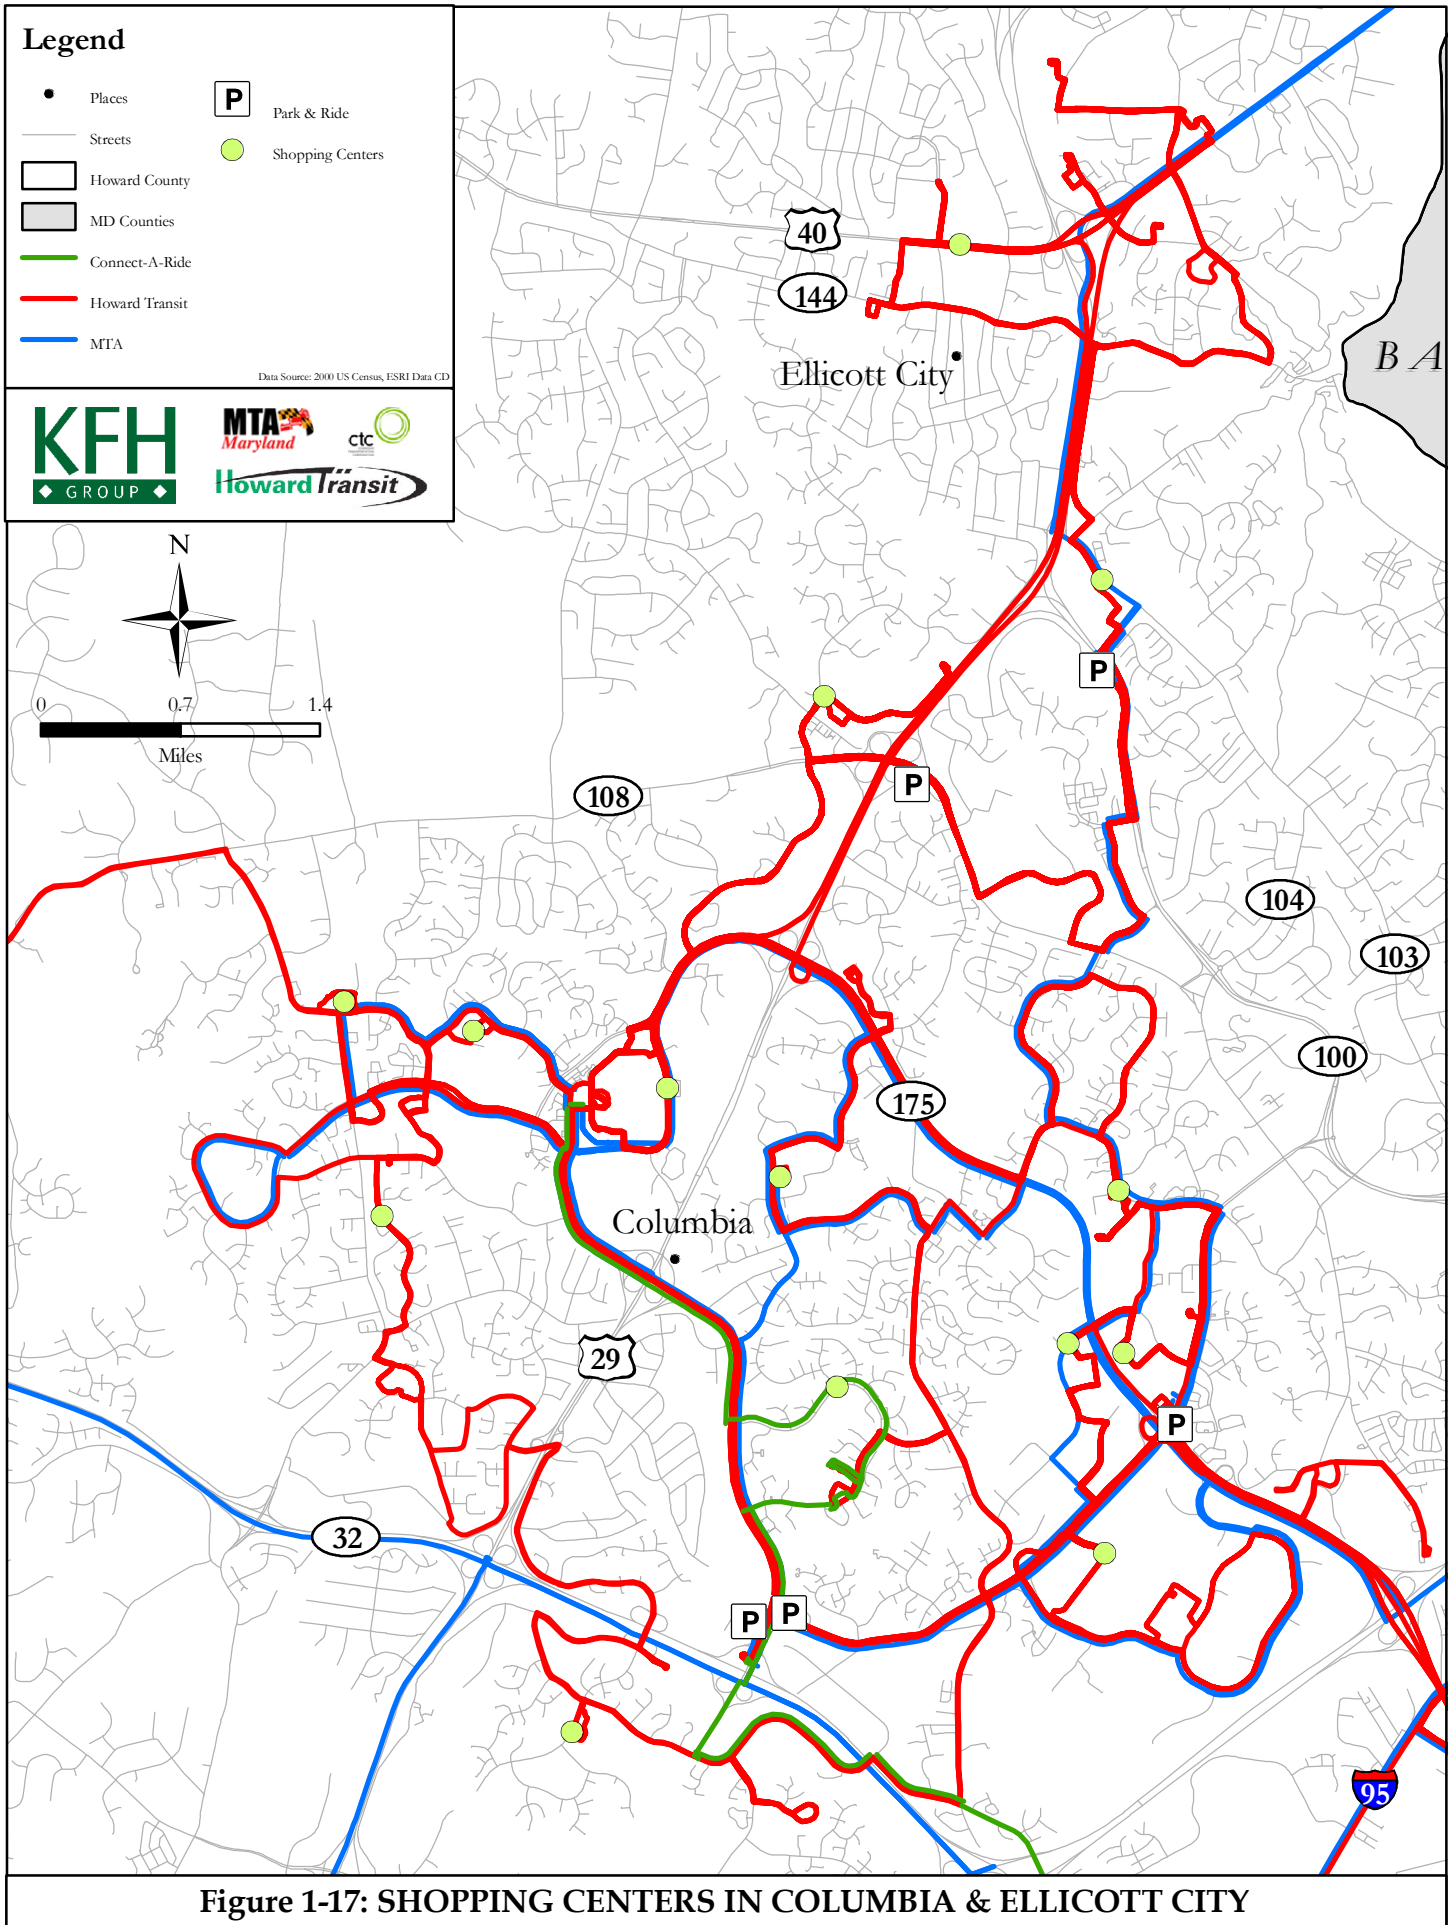 Legend
Places
Streets
Howard County
MD Counties
Connect-A-Ride
Howard Transit
MTA
P
Park & Ride
Shopping Centers
Data Source: 2000 US Census, ESRI Data CD
KFH
GROUP
MTA
Maryland
ctc
Howard Transit
N
0
0.7
1.4
Miles
40
144
Ellicott City
B A
P
P
108
104
103
100
175
Columbia
29
P
32
P
P
95
Figure 1-17: SHOPPING CENTERS IN COLUMBIA & ELLICOTT CITY